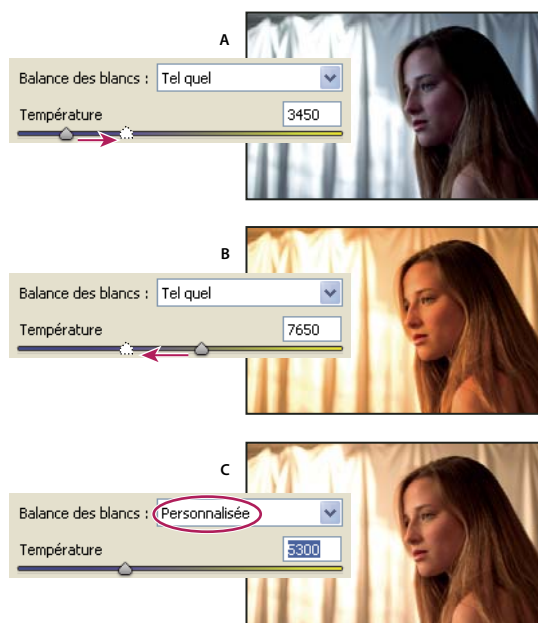 A
Balance des blancs : Tel quel
Température 3450
B
Balance des blancs : Tel quel
Température 7650
C
Balance des blancs : Personnalisée
Température 5300